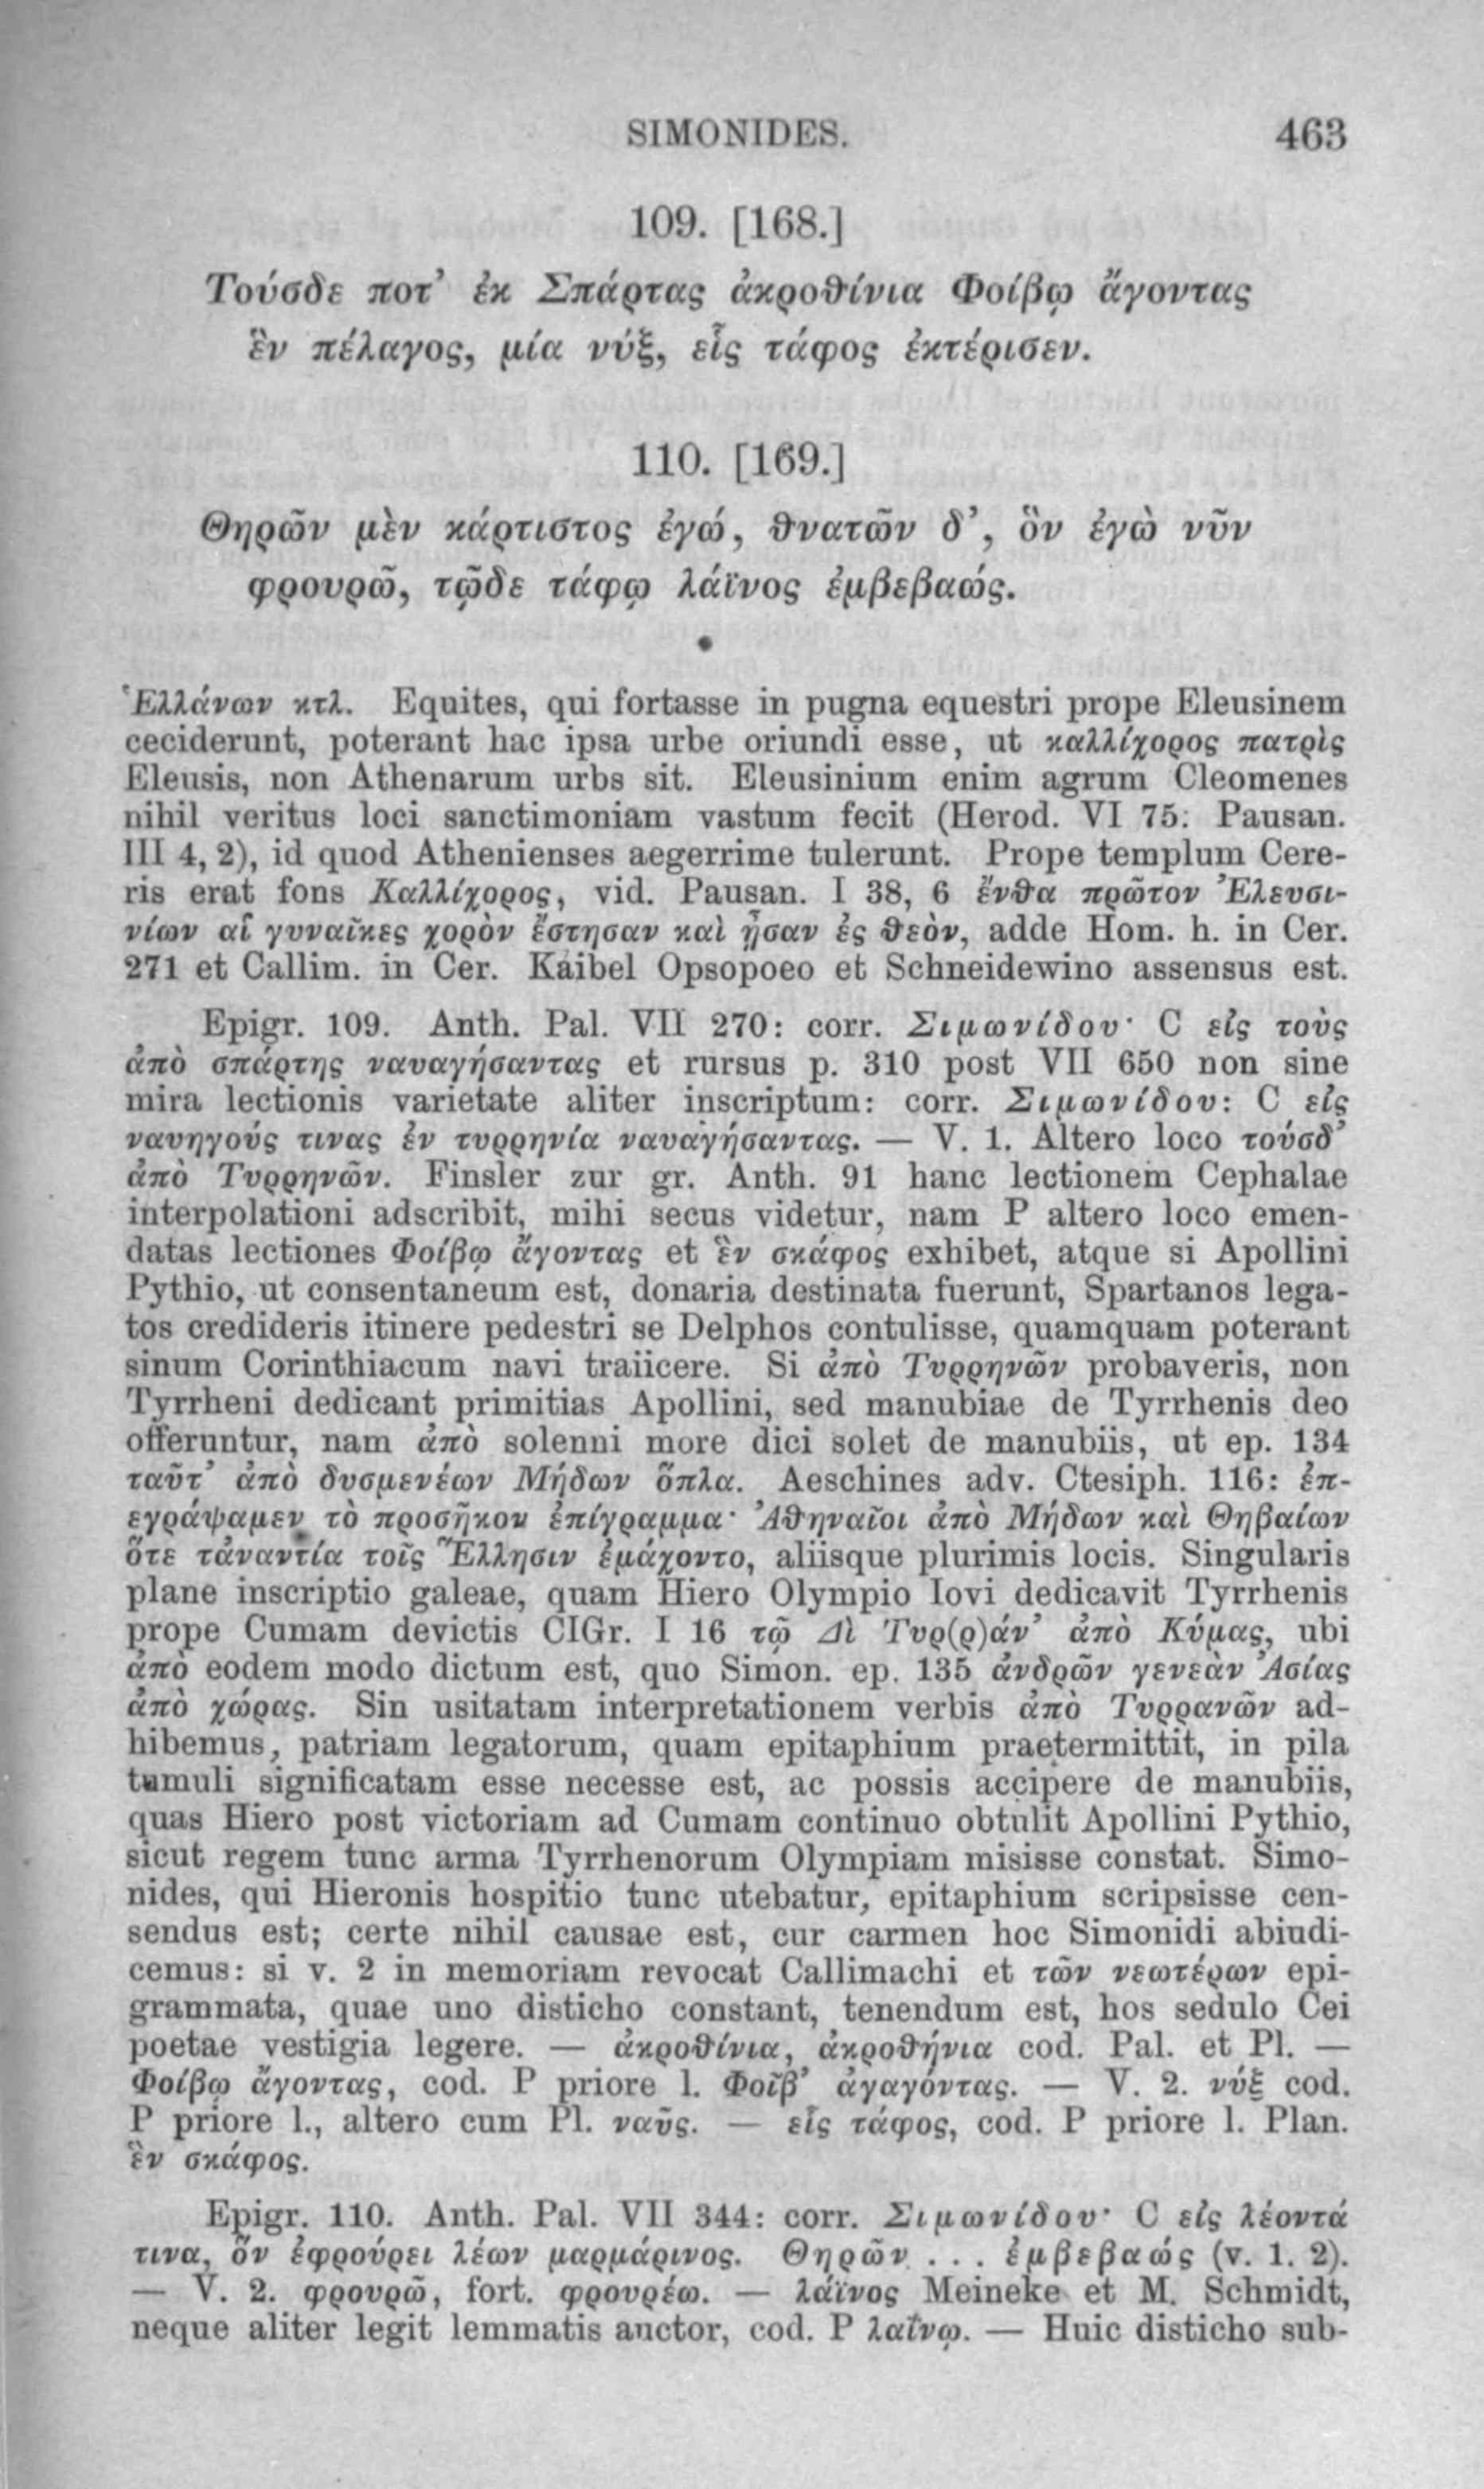 SIMONIDES. 463
109. [168.]
Τούσδε ποτ’ ἐκ Σπάρτας ἀκροθίνια Φοίβῳ ἄγοντας
ἓν πέλαγος, μία νύξ, εἷς τάφος ἐκτέρισεν.
110. [169.]
Θηρῶν μὲν κάρτιστος ἐγώ, θνατῶν δ’, ὃν ἐγὼ νῦν
φρουρῶ, τῷδε τάφῳ λάϊνος ἐμβεβαώς.
Ἑλλάνων κτλ. Equites, qui fortasse in pugna equestri prope Eleusinem
ceciderunt, poterant hac ipsa urbe oriundi esse, ut καλλίχορος πατρὶς
Eleusis, non Athenarum urbs sit. Eleusinium enim agrum Cleomenes
nihil veritus loci sanctimoniam vastum fecit (Herod. VI 75. Pausan.
III 4, 2), id quod Athenienses aegerrime tulerunt. Prope templum Cere-
ris erat fons Καλλίχορος, vid. Pausan. I 38, 6 ἔνθα πρῶτον Ἐλευσι-
νίων αἱ γυναῖκες χορὸν ἔστησαν καὶ ᾖσαν ἐς θεὸν, adde Hom. h. in Cer.
271 et Callim. in Cer. Kaibel Opsopoeo et Schneidewino assensus est.
Epigr. 109. Anth. Pal. VII 270: corr. Σιμωνίδου· C εἰς τοὺς
ἀπὸ σπάρτης ναυαγήσαντας et rursus p. 310 post VII 650 non sine
mira lectionis varietate aliter inscriptum: corr. Σιμωνίδου: C εἰς
ναυηγούς τινας ἐν τυρρηνία ναυαγήσαντας. — V. 1. Altero loco τούσδ’
ἀπὸ Τυρρηνῶν. Finsler zur gr. Anth. 91 hanc lectionem Cephalae
interpolationi adscribit, mihi secus videtur, nam P altero loco emen-
datas lectiones Φοίβῳ ἄγοντας et ἓν σκάφος exhibet, atque si Apollini
Pythio, ut consentaneum est, donaria destinata fuerunt, Spartanos lega-
tos credideris itinere pedestri se Delphos contulisse, quamquam poterant
sinum Corinthiacum navi traiicere. Si ἀπὸ Τυρρηνῶν probaveris, non
Tyrrheni dedicant primitias Apollini, sed manubiae de Tyrrhenis deo
offeruntur, nam ἀπὸ solenni more dici solet de manubiis, ut ep. 134
ταῦτ’ ἀπὸ δυσμενέων Μήδων ὅπλα. Aeschines adv. Ctesiph. 116: ἐπ-
εγράψαμεν τὸ προσῆκον ἐπίγραμμα· Ἀθηναῖοι ἀπὸ Μήδων καὶ Θηβαίων
ὅτε τἀναντία τοῖς Ἕλλησιν ἐμάχοντο, aliisque plurimis locis. Singularis
plane inscriptio galeae, quam Hiero Olympio Iovi dedicavit Tyrrhenis
prope Cumam devictis CIGr. I 16 τῷ Δὶ Τυρ(ρ)άν’ ἀπὸ Κύμας, ubi
ἀπὸ eodem modo dictum est, quo Simon. ep. 135 ἀνδρῶν γενεὰν Ἀσίας
ἀπὸ χώρας. Sin usitatam interpretationem verbis ἀπὸ Τυρρανῶν ad-
hibemus, patriam legatorum, quam epitaphium praetermittit, in pila
tumuli significatam esse necesse est, ac possis accipere de manubiis,
quas Hiero post victoriam ad Cumam continuo obtulit Apollini Pythio,
sicut regem tunc arma Tyrrhenorum Olympiam misisse constat. Simo-
nides, qui Hieronis hospitio tunc utebatur, epitaphium scripsisse cen-
sendus est; certe nihil causae est, cur carmen hoc Simonidi abiudi-
cemus: si v. 2 in memoriam revocat Callimachi et τῶν νεωτέρων epi-
grammata, quae uno disticho constant, tenendum est, hos sedulo Cei
poetae vestigia legere. — ἀκροθίνια, ἀκροθήνια cod. Pal. et Pl. —
Φοίβῳ ἄγοντας, cod. P priore l. Φοῖβ’ ἀγαγόντας. — V. 2. νύξ cod.
P priore l., altero cum Pl. ναῦς. — εἷς τάφος, cod. P priore l. Plan.
ἓν σκάφος.
Epigr. 110. Anth. Pal. VII 344: corr. Σιμωνίδου· C εἰς λέοντά
τινα, ὃν ἐφρούρει λέων μαρμάρινος. Θηρῶν . . . ἐμβεβαώς (v. 1. 2).
— V. 2. φρουρῶ, fort. φρουρέω. — λάϊνος Meineke et M. Schmidt,
neque aliter legit lemmatis auctor, cod. P λαΐνῳ. — Huic disticho sub-